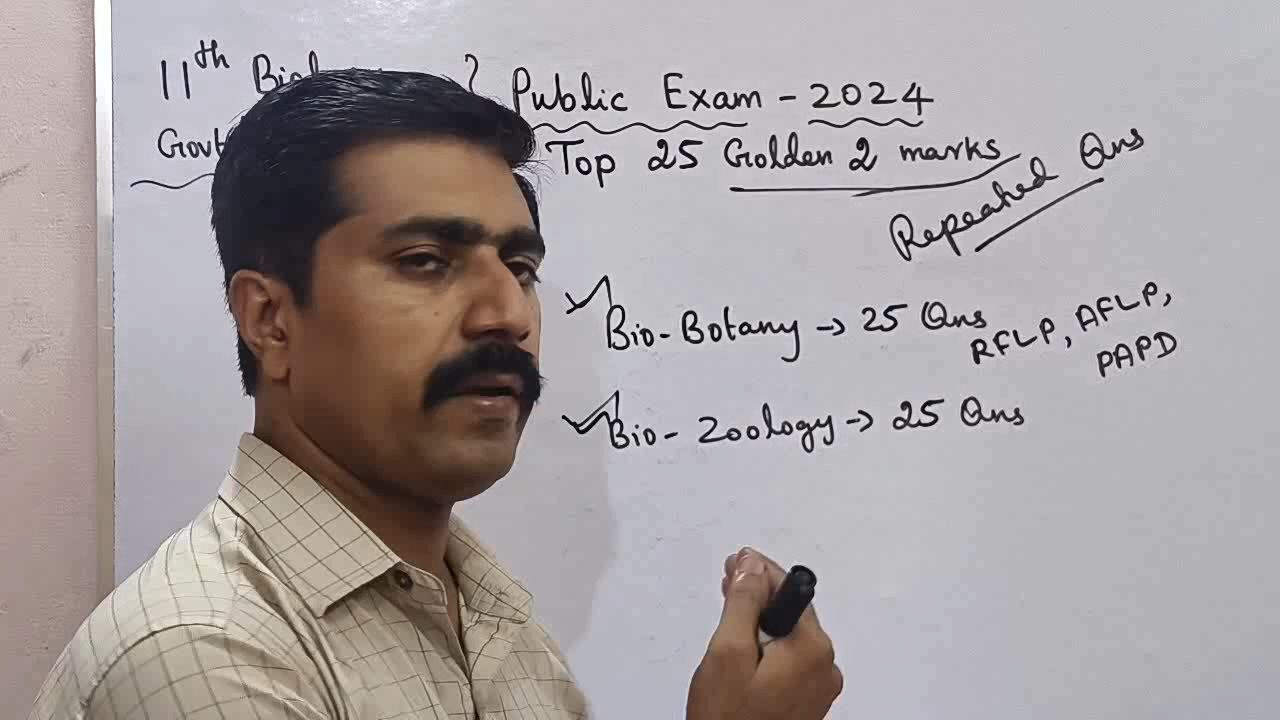 11th Public Exam - 2024
Govt Top 25 Golden 2 marks
Repeated Qns
Bio-Botany → 25 Qns
RFLP, AFLP,
PAPD
Bio- Zoology → 25 Qns